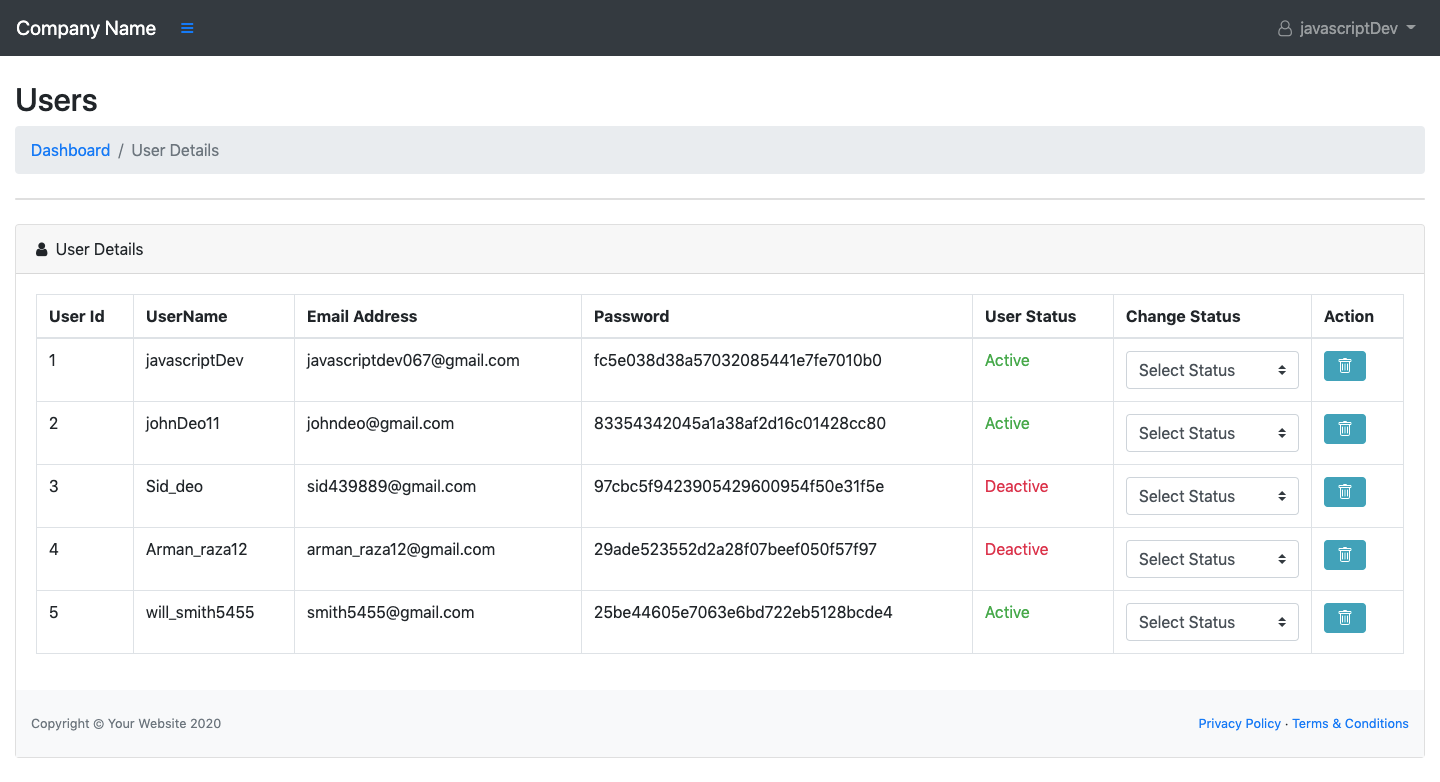 Company Name javascriptDev
Users
Dashboard / User Details
User Details
User Id UserName Email Address Password User Status Change Status Action
1 javascriptDev javascriptdev067@gmail.com fc5e038d38a57032085441e7fe7010b0 Active Select Status
2 johnDeo11 johndeo@gmail.com 83354342045a1a38af2d16c01428cc80 Active Select Status
3 Sid_deo sid439889@gmail.com 97cbc5f9423905429600954f50e31f5e Deactive Select Status
4 Arman_raza12 arman_raza12@gmail.com 29ade523552d2a28f07beef050f57f97 Deactive Select Status
5 will_smith5455 smith5455@gmail.com 25be44605e7063e6bd722eb5128bcde4 Active Select Status
Copyright © Your Website 2020 Privacy Policy · Terms & Conditions